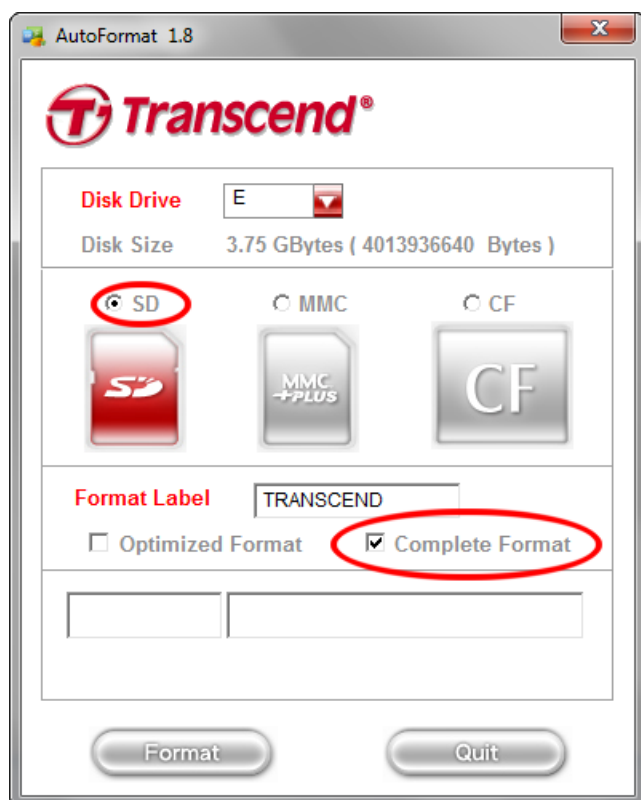 AutoFormat 1.8
Transcend®
Disk Drive E
Disk Size 3.75 GBytes ( 4013936640 Bytes )
SD MMC CF
SD MMC +PLUS CF
Format Label TRANSCEND
Optimized Format Complete Format
Format Quit